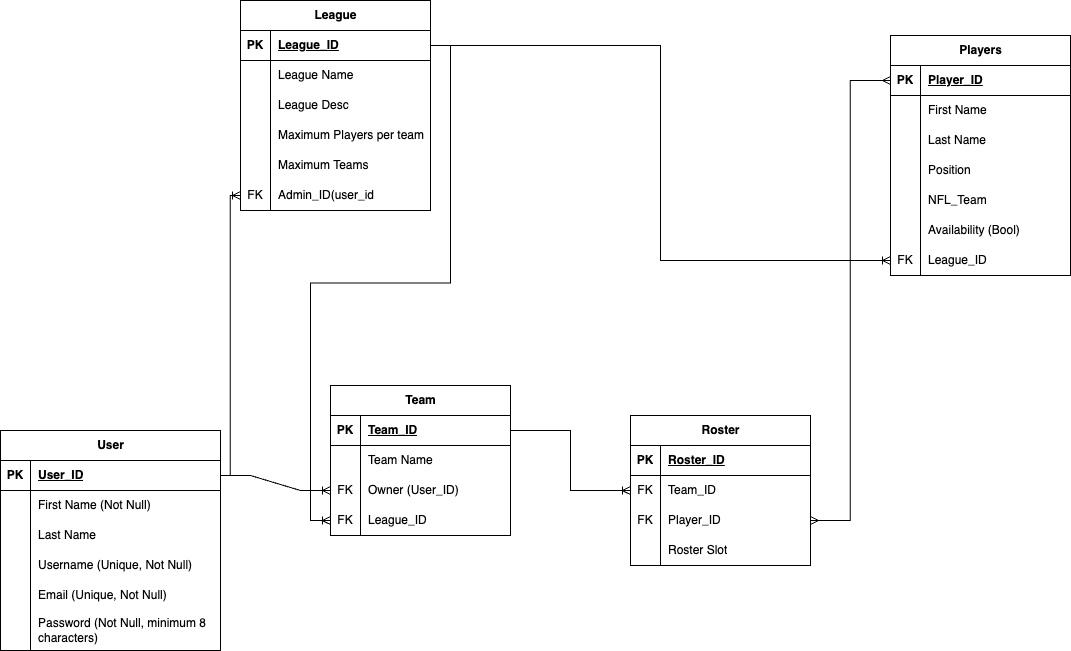 League
PK League_ID
League Name
League Desc
Maximum Players per team
Maximum Teams
FK Admin_ID(user_id
Players
PK Player_ID
First Name
Last Name
Position
NFL_Team
Availability (Bool)
FK League_ID
Team
PK Team_ID
Team Name
FK Owner (User_ID)
FK League_ID
Roster
PK Roster_ID
FK Team_ID
FK Player_ID
Roster Slot
User
PK User_ID
First Name (Not Null)
Last Name
Username (Unique, Not Null)
Email (Unique, Not Null)
Password (Not Null, minimum 8
characters)